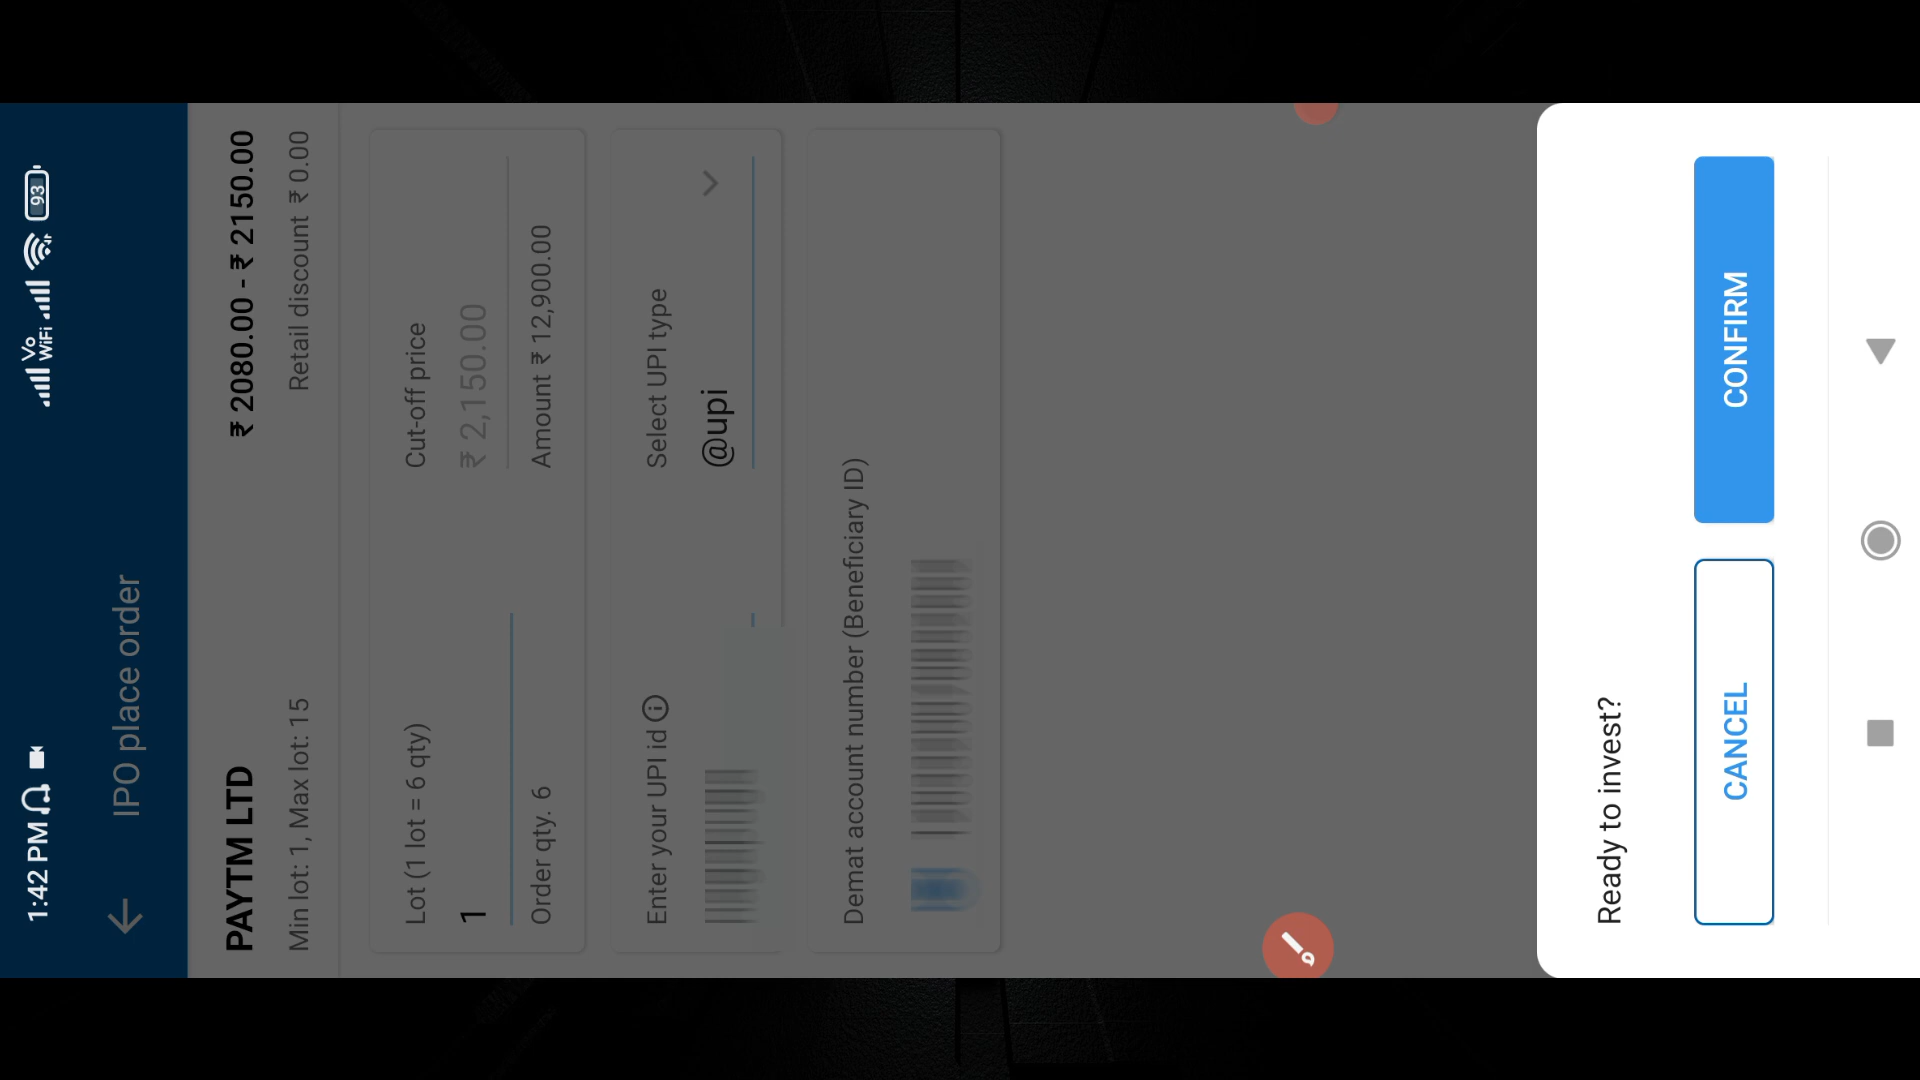 1:42 PM
Vo
WiFi
93
IPO place order
PAYTM LTD
₹ 2080.00 - ₹ 2150.00
Min lot: 1, Max lot: 15
Retail discount ₹ 0.00
Lot (1 lot = 6 qty)
Cut-off price
1
₹ 2,150.00
Order qty. 6
Amount ₹ 12,900.00
Enter your UPI id
Select UPI type
@upi
Demat account number (Beneficiary ID)
Ready to invest?
CANCEL
CONFIRM